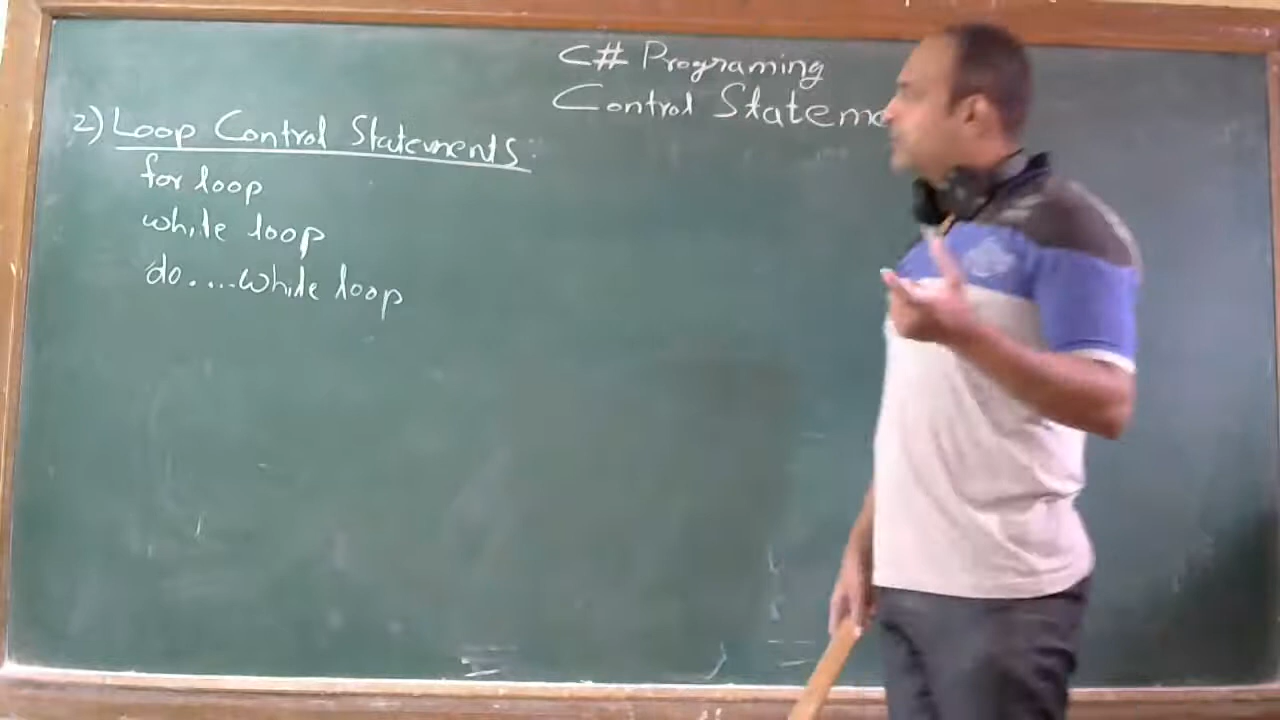 C# Programing
Control Stateme
2) Loop Control Statements:
for loop
while loop
do....while loop